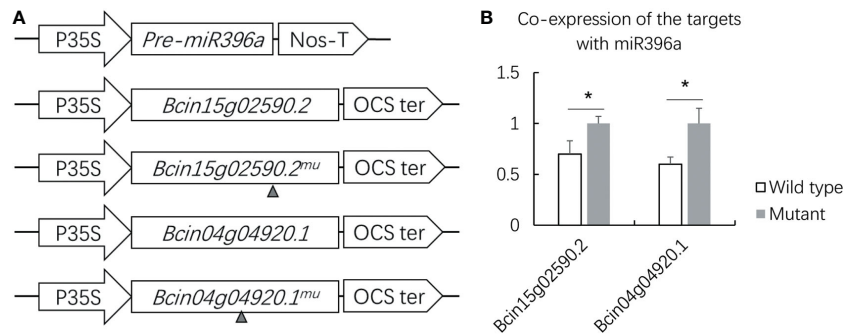 A
P35S Pre-miR396a Nos-T
P35S Bcin15g02590.2 OCS ter
P35S Bcin15g02590.2mu OCS ter
P35S Bcin04g04920.1 OCS ter
P35S Bcin04g04920.1mu OCS ter
B
Co-expression of the targets
with miR396a
1.5
1
0.5
0
* *
Bcin15g02590.2
Bcin04g04920.1
Wild type
Mutant